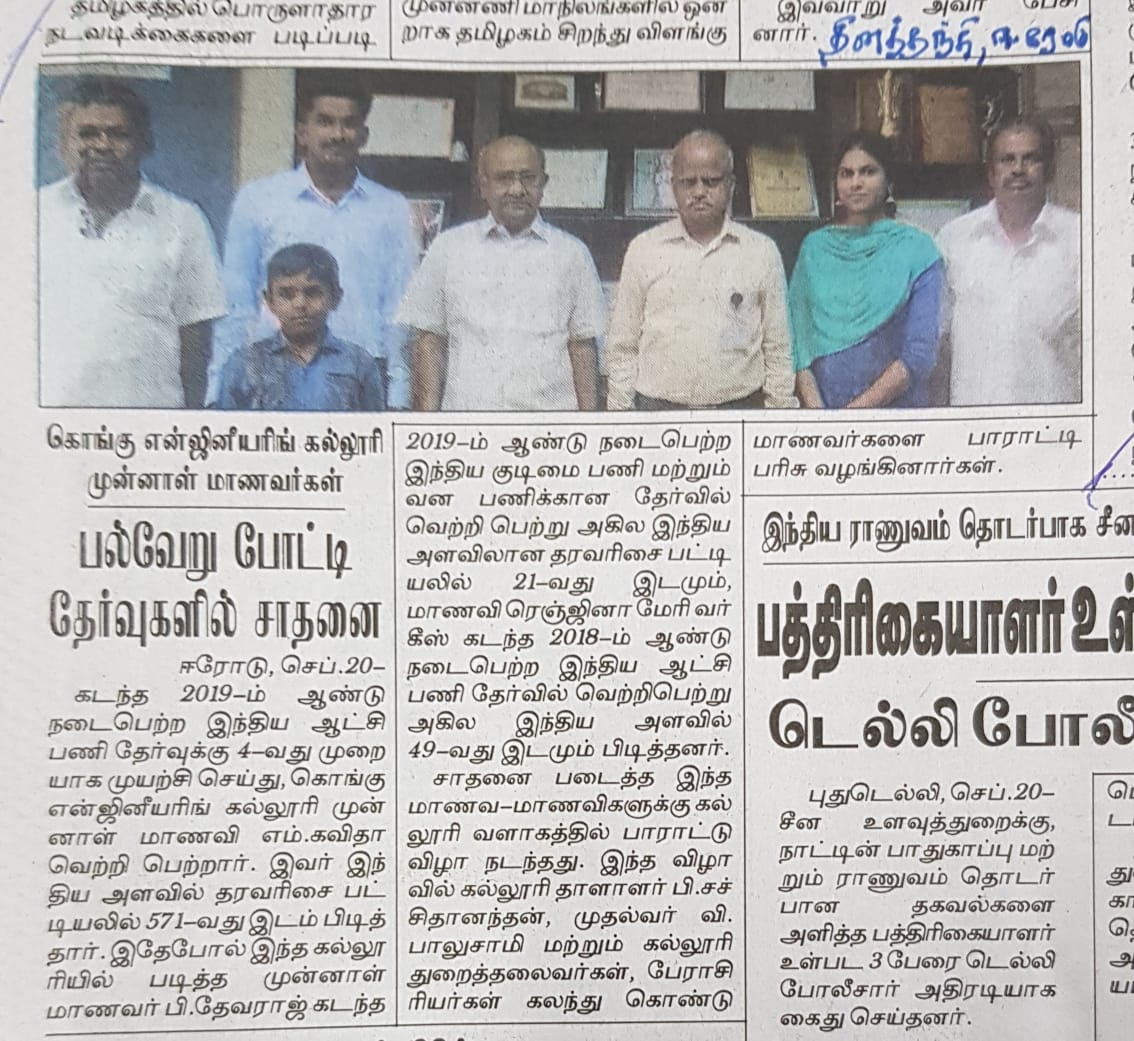 தமிழகத்தில் பொருளாதார
நடவடிக்கைகளை படிப்படி
முன்னணி மாநிலங்களில் ஒன்
றாக தமிழகம் சிறந்து விளங்கு
இவ்வாறு அவர் பேசி
னார்.
தினத்தந்தி, ஈரோடு
கொங்கு என்ஜினீயரிங் கல்லூரி
முன்னாள் மாணவர்கள்
பல்வேறு போட்டி
தேர்வுகளில் சாதனை
ஈரோடு, செப்.20–
கடந்த 2019–ம் ஆண்டு
நடைபெற்ற இந்திய ஆட்சி
பணி தேர்வுக்கு 4–வது முறை
யாக முயற்சி செய்து, கொங்கு
என்ஜினீயரிங் கல்லூரி முன்
னாள் மாணவி எம்.கவிதா
வெற்றி பெற்றார். இவர் இந்
திய அளவில் தரவரிசை பட்
டியலில் 571–வது இடம் பிடித்
தார். இதேபோல் இந்த கல்லூ
ரியில் படித்த முன்னாள்
மாணவர் பி.தேவராஜ் கடந்த
2019–ம் ஆண்டு நடைபெற்ற
இந்திய குடிமை பணி மற்றும்
வன பணிக்கான தேர்வில்
வெற்றி பெற்று அகில இந்திய
அளவிலான தரவரிசை பட்டி
யலில் 21–வது இடமும்,
மாணவி ரெஞ்ஜினா மேரி வர்
கீஸ் கடந்த 2018–ம் ஆண்டு
நடைபெற்ற இந்திய ஆட்சி
பணி தேர்வில் வெற்றிபெற்று
அகில இந்திய அளவில்
49–வது இடமும் பிடித்தனர்.
சாதனை படைத்த இந்த
மாணவ–மாணவிகளுக்கு கல்
லூரி வளாகத்தில் பாராட்டு
விழா நடந்தது. இந்த விழா
வில் கல்லூரி தாளாளர் பி.சச்
சிதானந்தன், முதல்வர் வி.
பாலுசாமி மற்றும் கல்லூரி
துறைத்தலைவர்கள், பேராசி
ரியர்கள் கலந்து கொண்டு
மாணவர்களை பாராட்டி
பரிசு வழங்கினார்கள்.
இந்திய ராணுவம் தொடர்பாக சீன
பத்திரிகையாளர் உள்
டெல்லி போலீ
புதுடெல்லி, செப்.20–
சீன உளவுத்துறைக்கு,
நாட்டின் பாதுகாப்பு மற்
றும் ராணுவம் தொடர்
பான தகவல்களை
அளித்த பத்திரிகையாளர்
உள்பட 3 பேரை டெல்லி
போலீசார் அதிரடியாக
கைது செய்தனர்.